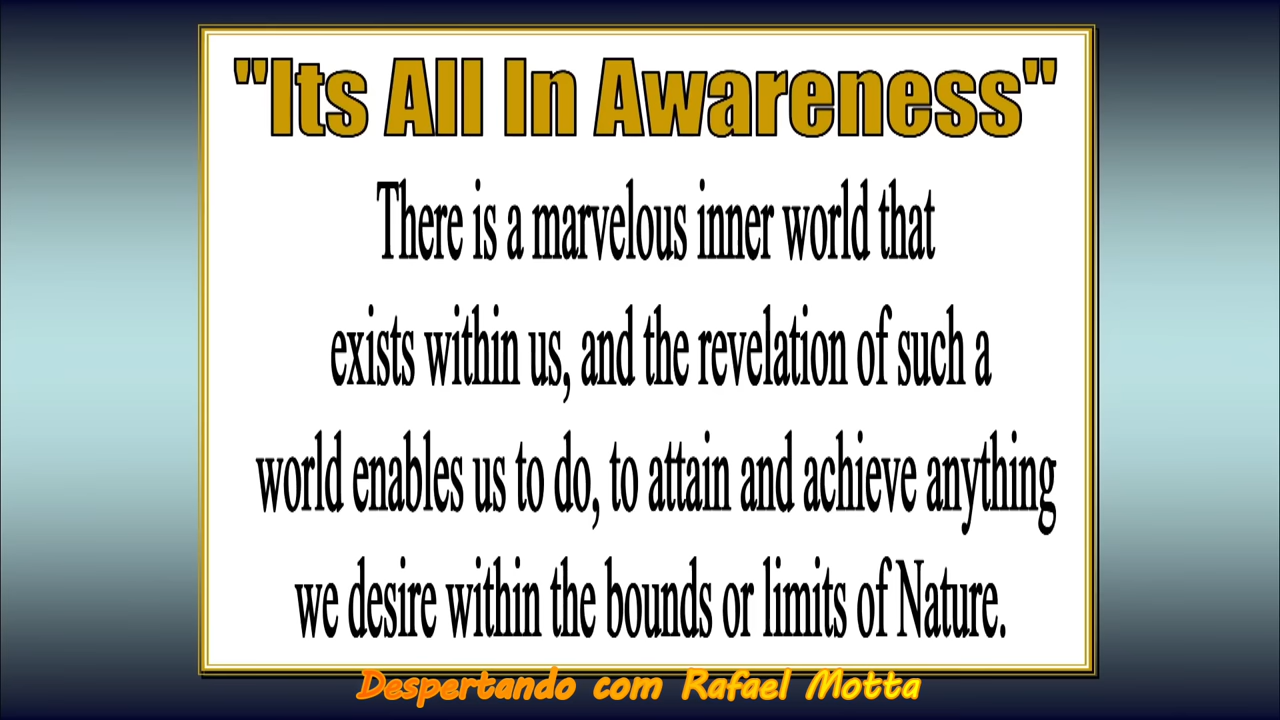 "Its All In Awareness"
There is a marvelous inner world that
exists within us, and the revelation of such a
world enables us to do, to attain and achieve anything
we desire within the bounds or limits of Nature.
Despertando com Rafael Motta